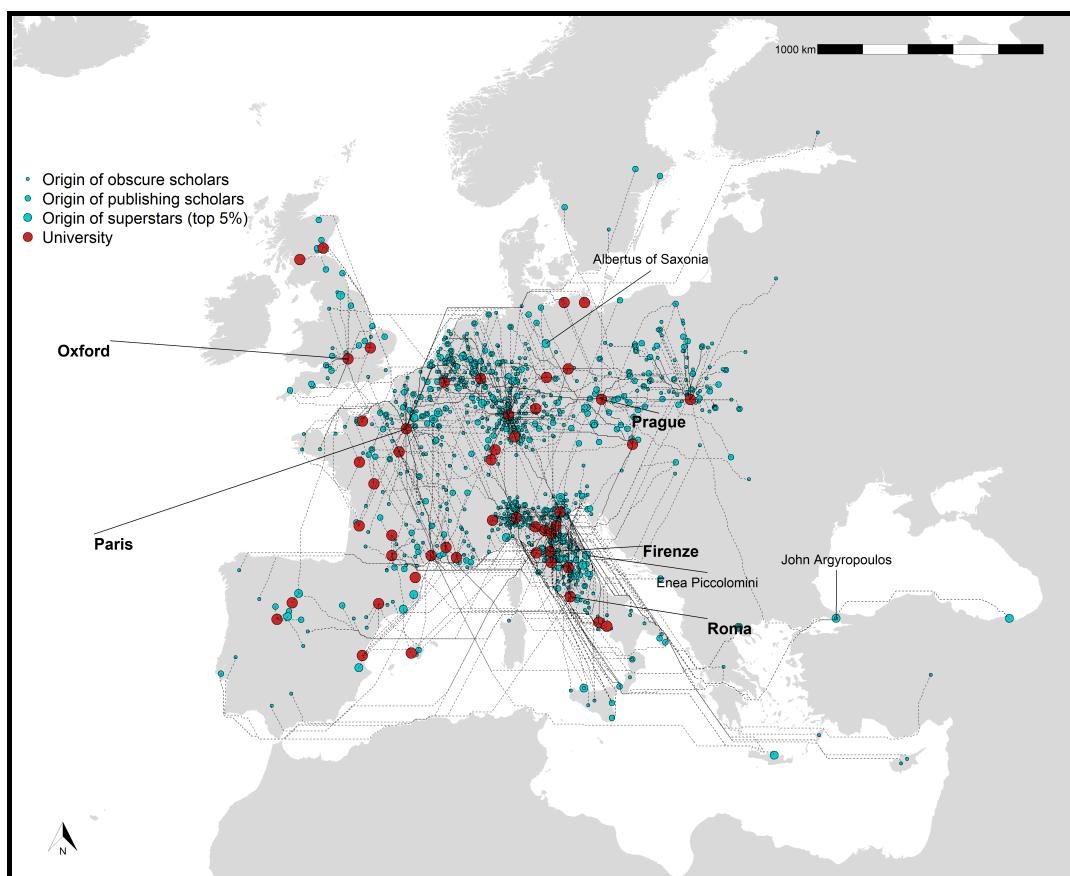 1000 km
Origin of obscure scholars
Origin of publishing scholars
Origin of superstars (top 5%)
University
Albertus of Saxonia
Oxford
Prague
Paris
Firenze
John Argyropoulos
Enea Piccolomini
Roma
N